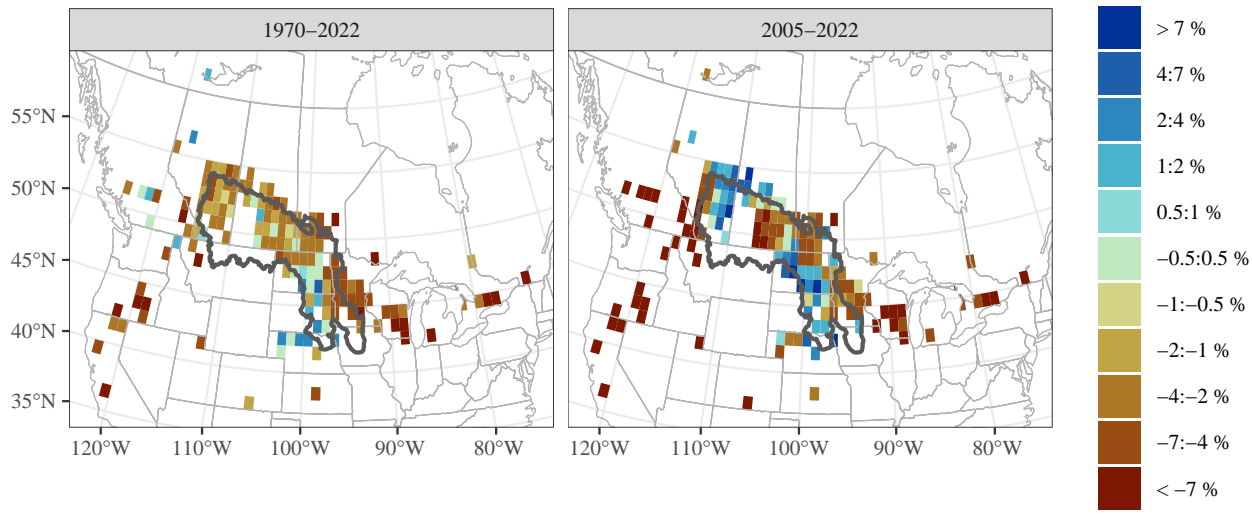 1970−2022
2005−2022
55°N
50°N
45°N
40°N
35°N
120°W
110°W
100°W
90°W
80°W
120°W
110°W
100°W
90°W
80°W
> 7 %
4:7 %
2:4 %
1:2 %
0.5:1 %
−0.5:0.5 %
−1:−0.5 %
−2:−1 %
−4:−2 %
−7:−4 %
< −7 %